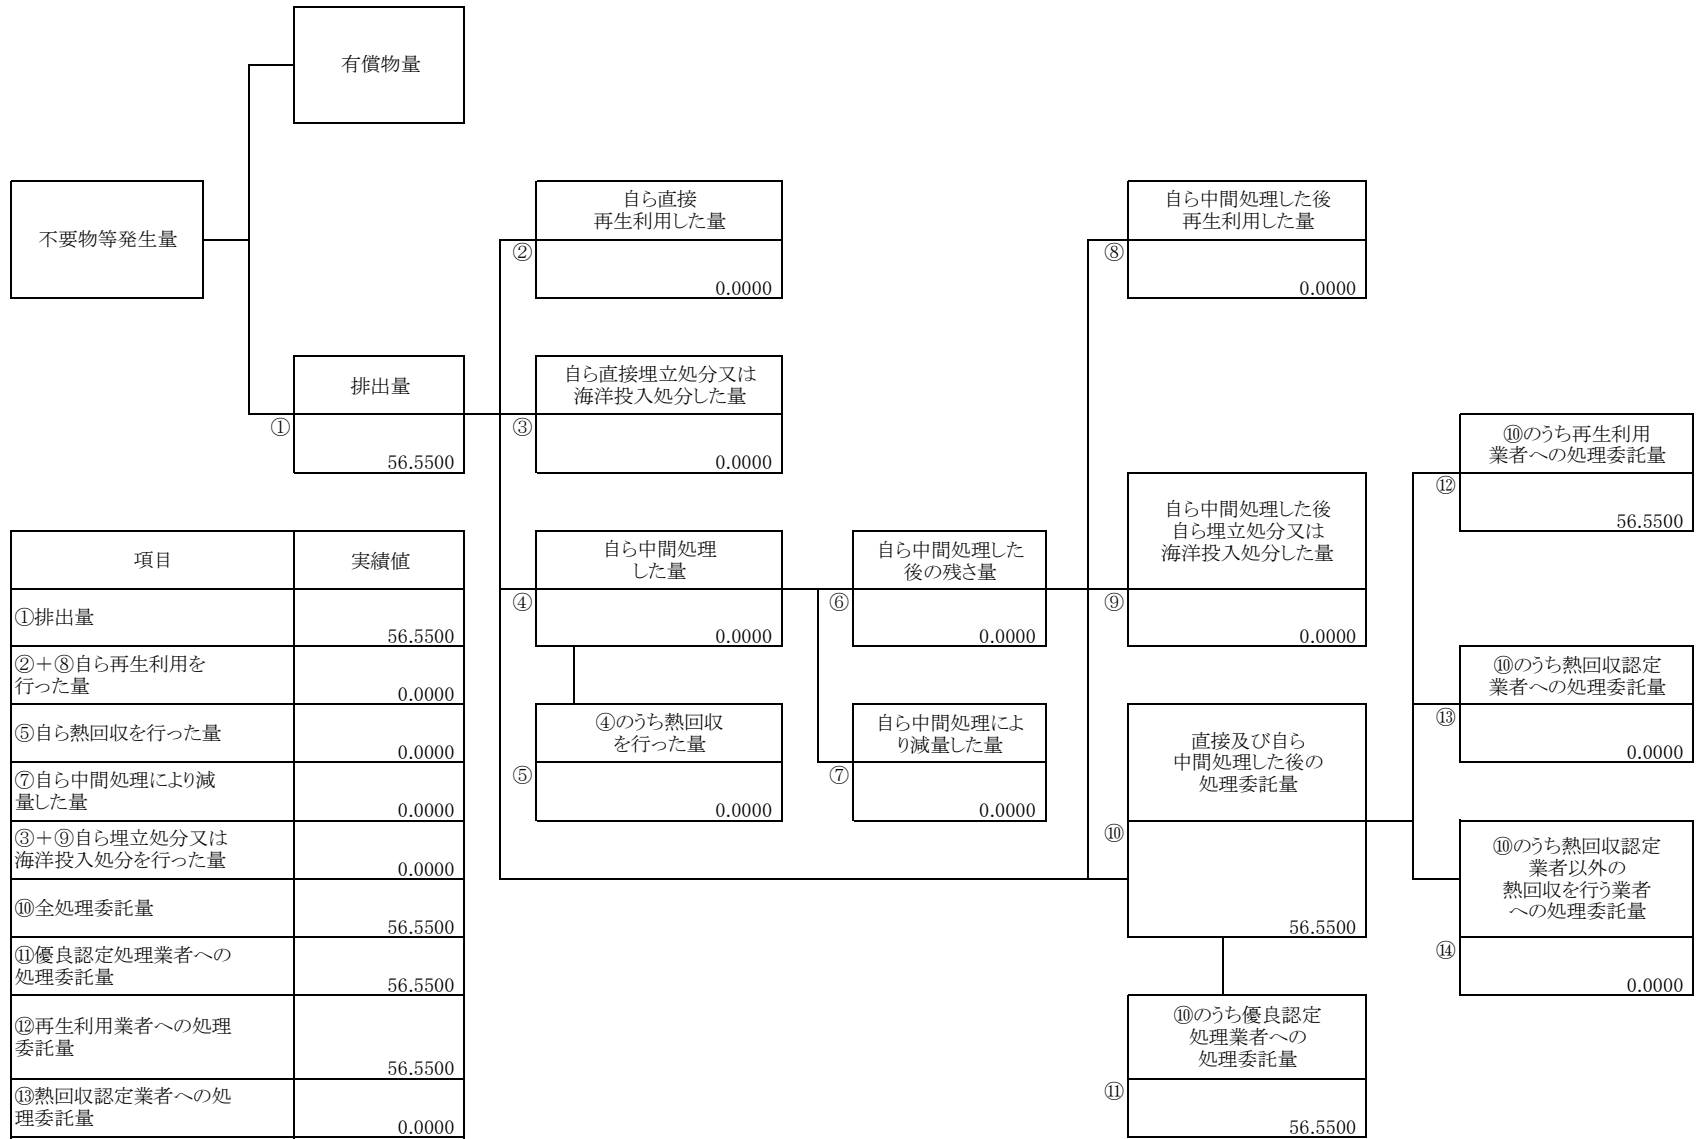 有償物量
不要物等発生量
自ら直接
再生利用した量
②
0.0000
自ら中間処理した後
再生利用した量
⑧
0.0000
排出量
①
56.5500
自ら直接埋立処分又は
海洋投入処分した量
③
0.0000
⑩のうち再生利用
業者への処理委託量
⑫
56.5500
自ら中間処理
した量
④
0.0000
自ら中間処理した
後の残さ量
⑥
0.0000
自ら中間処理した後
自ら埋立処分又は
海洋投入処分した量
⑨
0.0000
⑩のうち熱回収認定
業者への処理委託量
⑬
0.0000
④のうち熱回収
を行った量
⑤
0.0000
自ら中間処理によ
り減量した量
⑦
0.0000
直接及び自ら
中間処理した後の
処理委託量
⑩
56.5500
⑩のうち熱回収認定
業者以外の
熱回収を行う業者
への処理委託量
⑭
0.0000
⑩のうち優良認定
処理業者への
処理委託量
⑪
56.5500
項目 実績値
①排出量
56.5500
②＋⑧自ら再生利用を
行った量
0.0000
⑤自ら熱回収を行った量
0.0000
⑦自ら中間処理により減
量した量
0.0000
③＋⑨自ら埋立処分又は
海洋投入処分を行った量
0.0000
⑩全処理委託量
56.5500
⑪優良認定処理業者への
処理委託量
56.5500
⑫再生利用業者への処理
委託量
56.5500
⑬熱回収認定業者への処
理委託量
0.0000